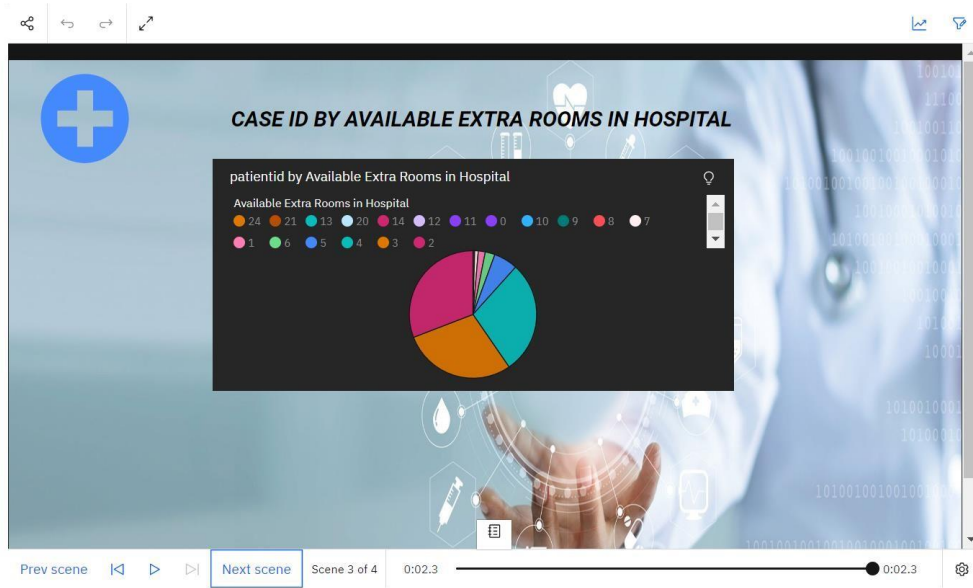 CASE ID BY AVAILABLE EXTRA ROOMS IN HOSPITAL
patientid by Available Extra Rooms in Hospital
Available Extra Rooms in Hospital
24 21 13 20 14 12 11 0 10 9 8 7
1 6 5 4 3 2
Prev scene Next scene Scene 3 of 4 0:02.3 0:02.3